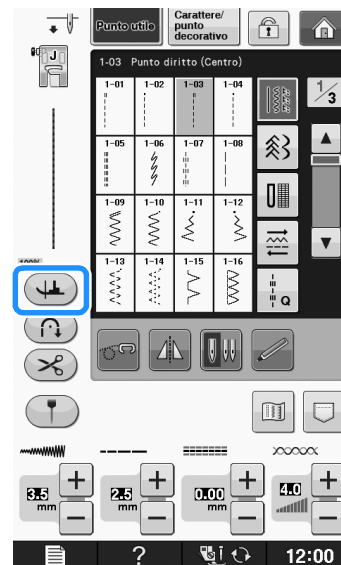 Punto utile
Carattere/
punto
decorativo
J
1-03 Punto diritto (Centro)
1/3
1-01 1-02 1-03 1-04
1-05 1-06 1-07 1-08
1-09 1-10 1-11 1-12
1-13 1-14 1-15 1-16
Q
100%
3.5 mm
2.5 mm
0.00 mm
4.0
?
12:00